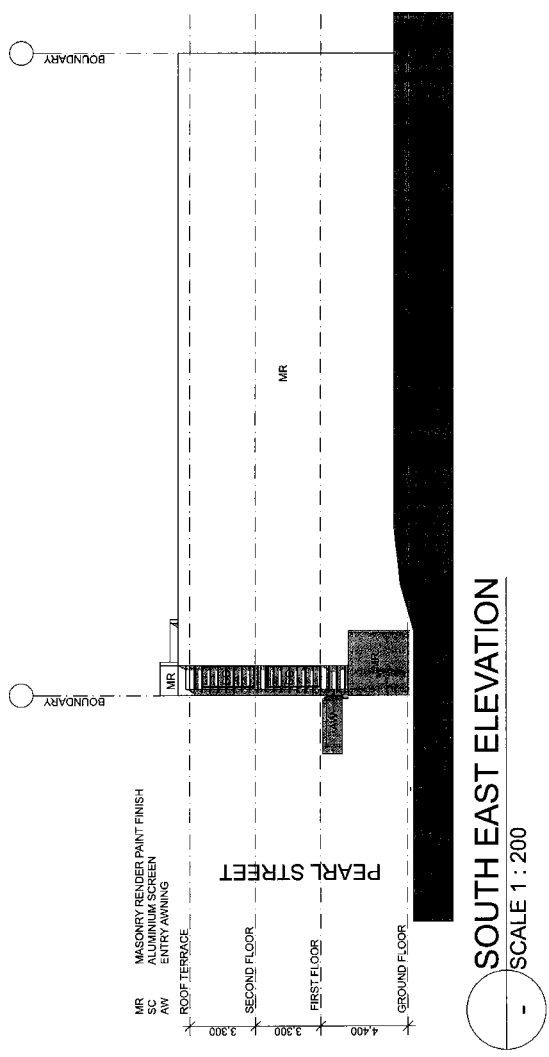 MR MASONRY RENDER PAINT FINISH
SC ALUMINIUM SCREEN
AW ENTRY AWNING
ROOF TERRACE
SECOND FLOOR
FIRST FLOOR
GROUND FLOOR
3,300
3,300
4,400
PEARL STREET
BOUNDARY
BOUNDARY
MR
MR
MR
SOUTH EAST ELEVATION
SCALE 1 : 200
-